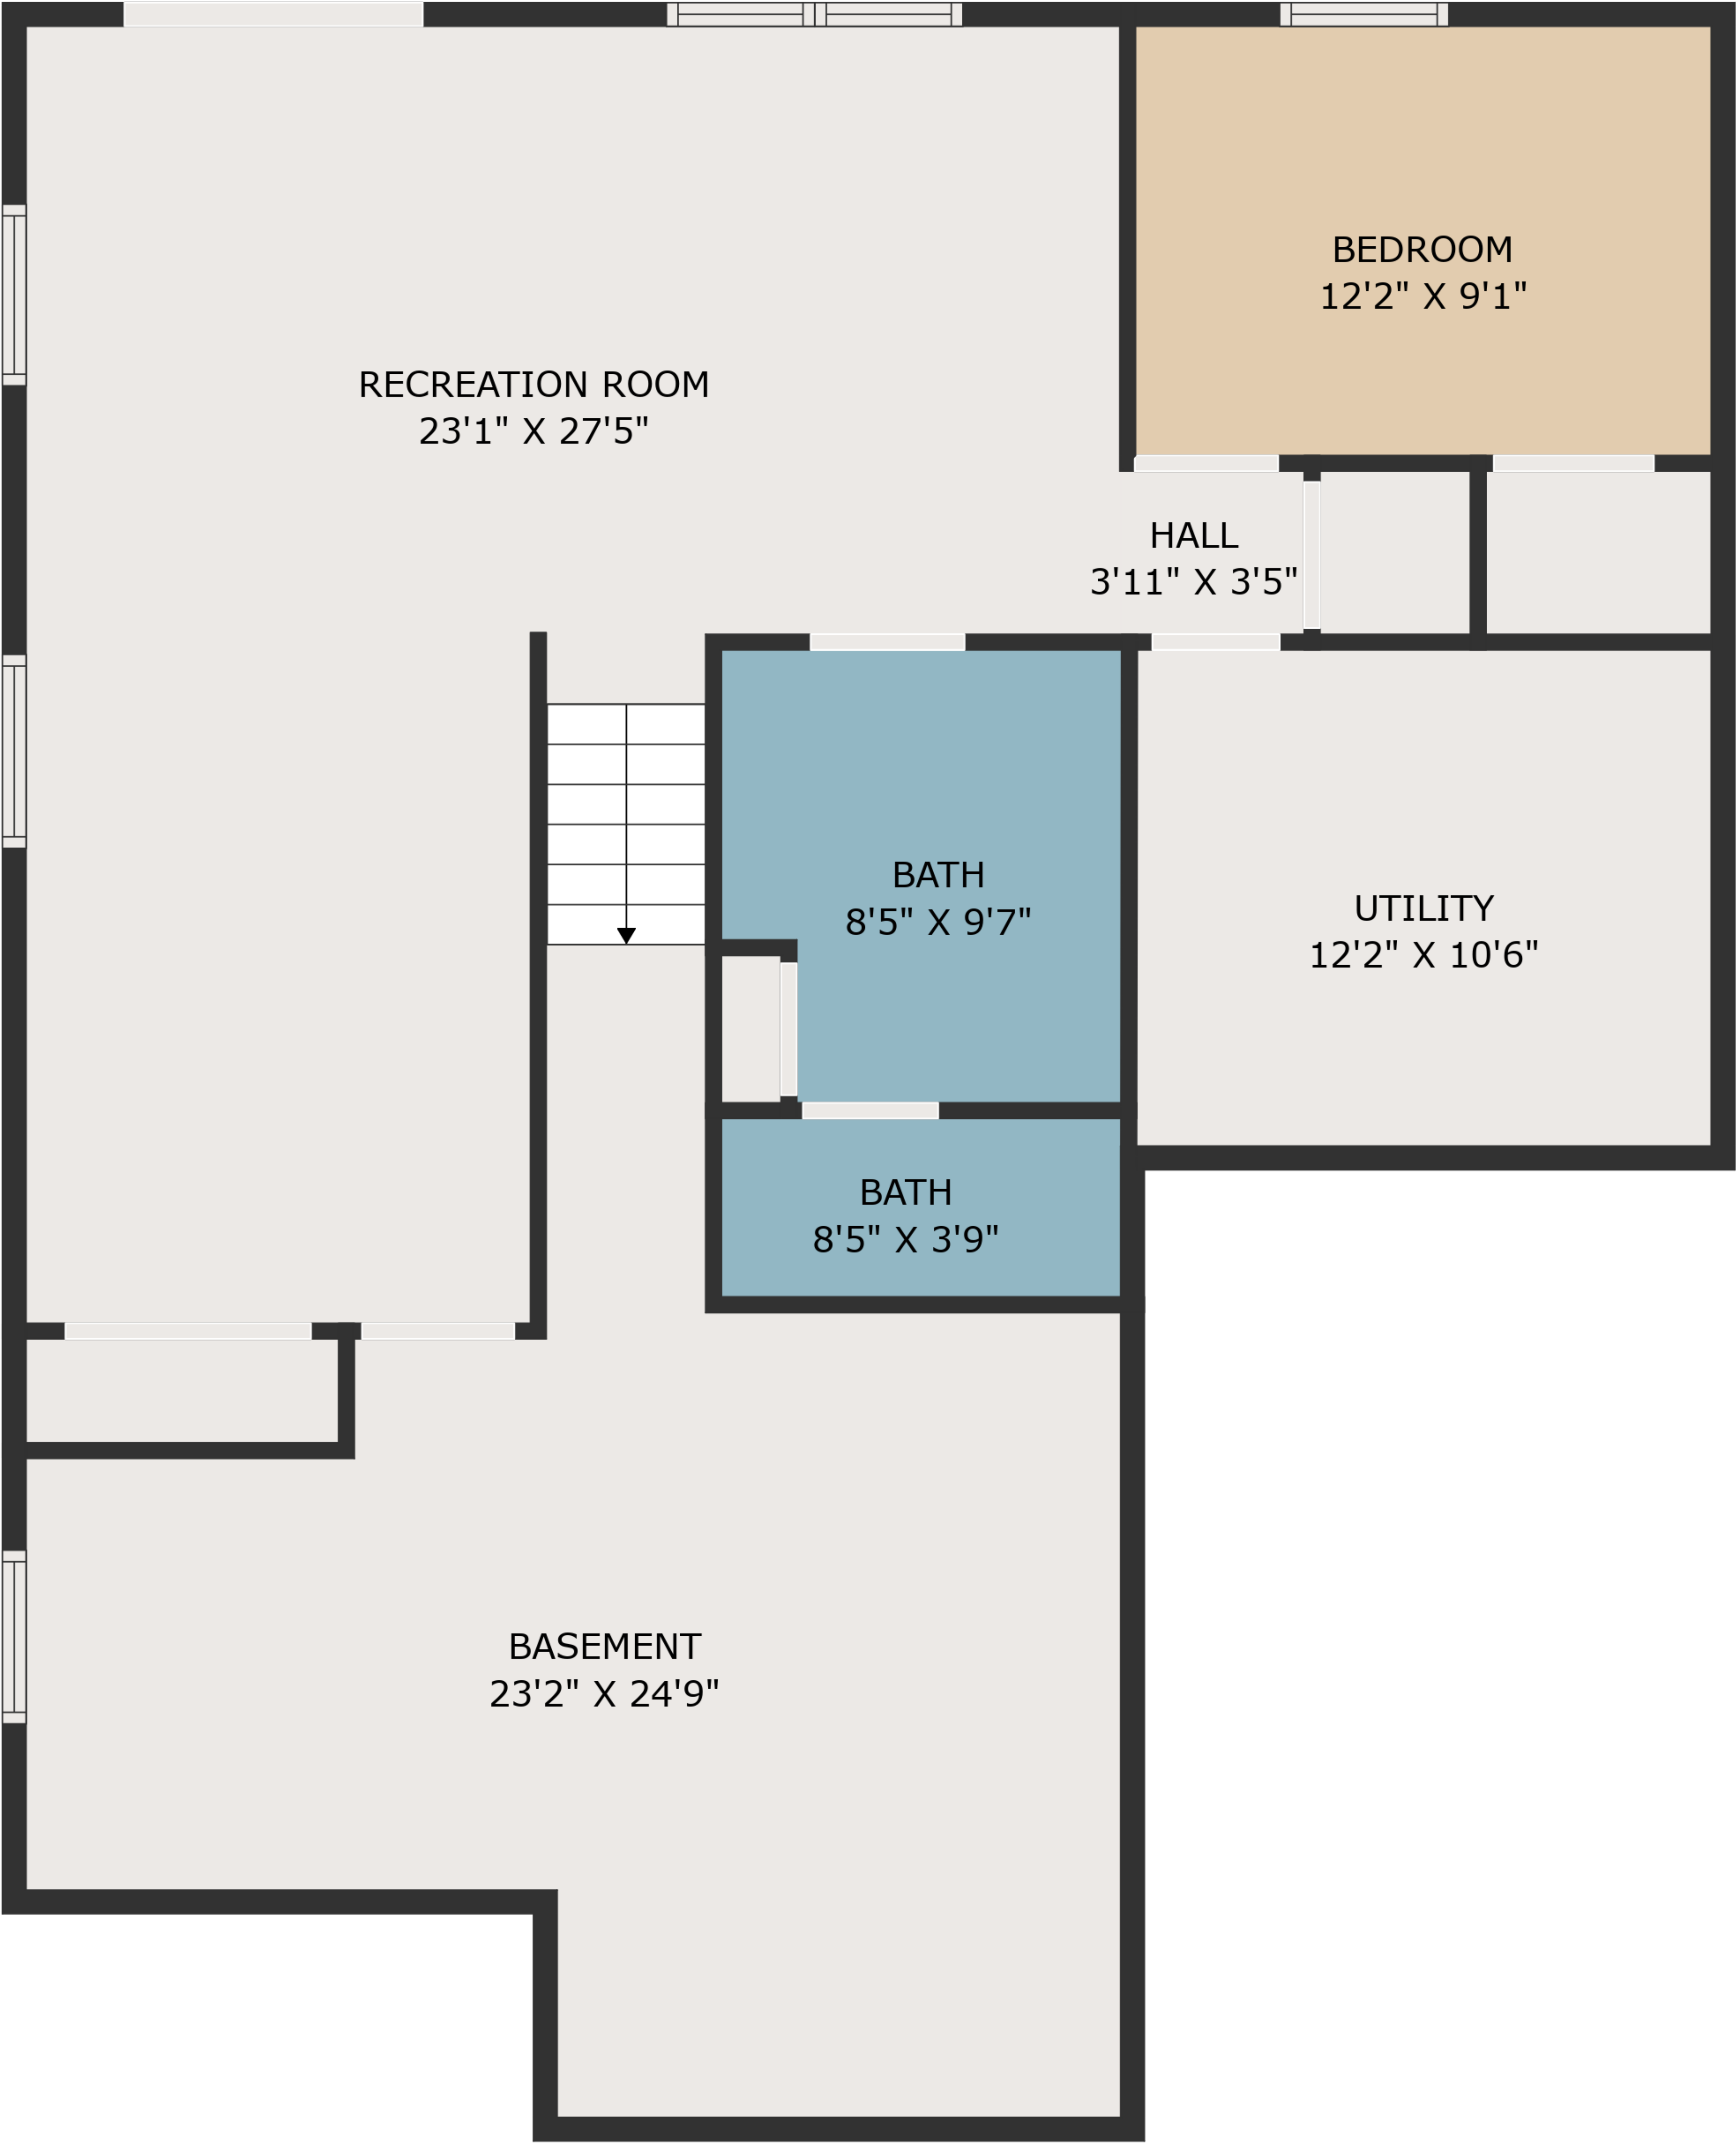 BEDROOM
12'2" X 9'1"
RECREATION ROOM
23'1" X 27'5"
HALL
3'11" X 3'5"
BATH
8'5" X 9'7"
UTILITY
12'2" X 10'6"
BATH
8'5" X 3'9"
BASEMENT
23'2" X 24'9"